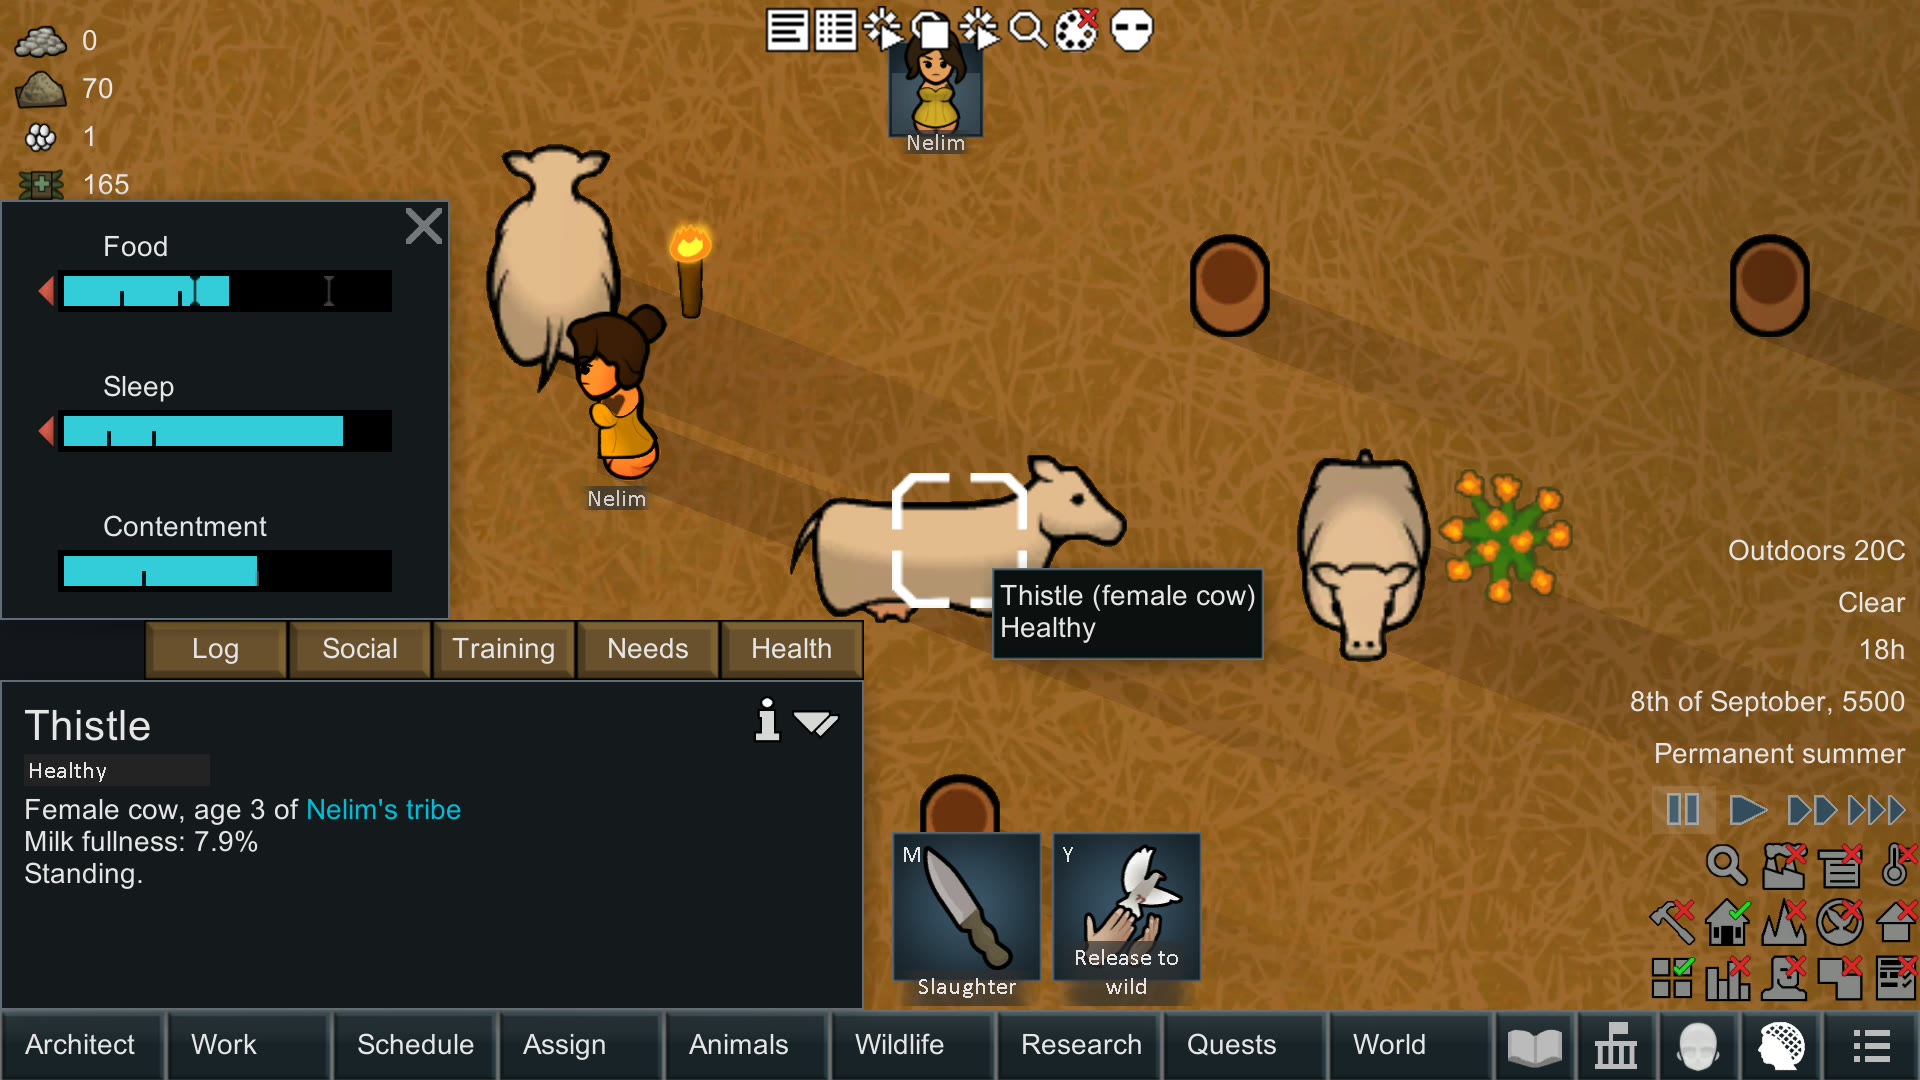 0
70
1
165
Nelim
Food
Sleep
Contentment
Nelim
Thistle (female cow)
Healthy
Outdoors 20C
Clear
18h
8th of Septober, 5500
Permanent summer
Log Social Training Needs Health
Thistle
Healthy
Female cow, age 3 of Nelim's tribe
Milk fullness: 7.9%
Standing.
M
Slaughter
Y
Release to
wild
Architect Work Schedule Assign Animals Wildlife Research Quests World